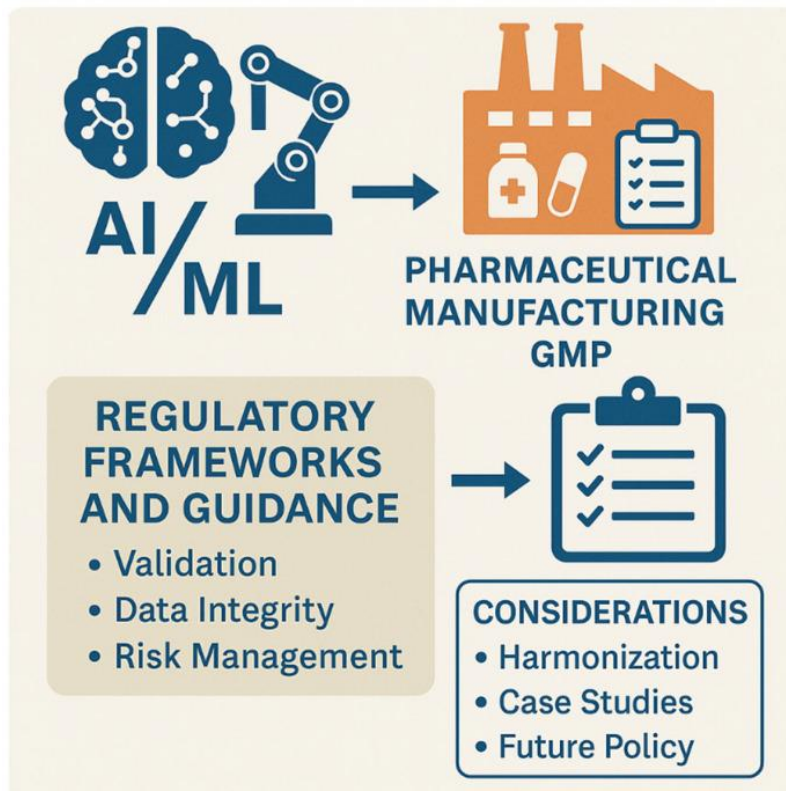 AI/ML
PHARMACEUTICAL
MANUFACTURING
GMP
REGULATORY
FRAMEWORKS
AND GUIDANCE
• Validation
• Data Integrity
• Risk Management
CONSIDERATIONS
• Harmonization
• Case Studies
• Future Policy